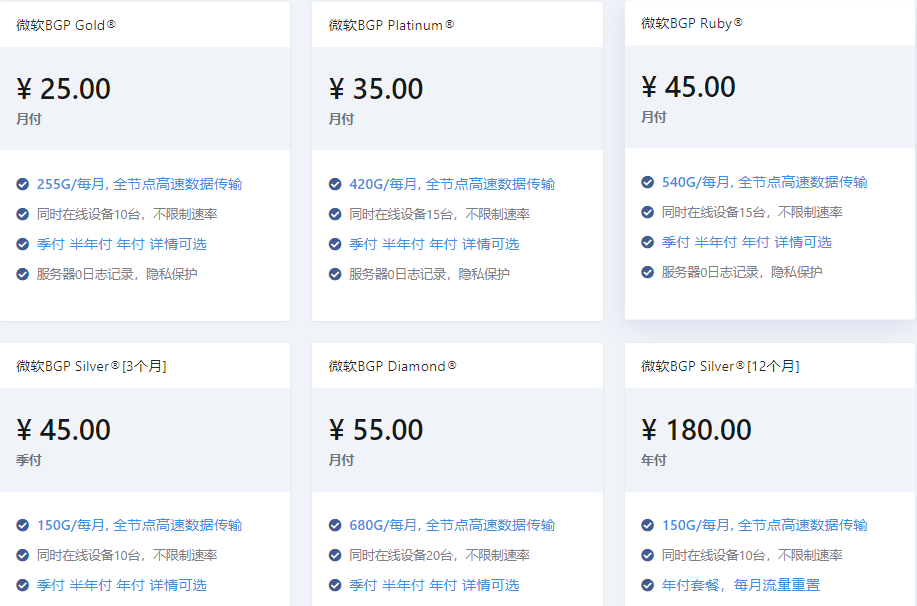 微软BGP Gold®
¥ 25.00
月付
255G/每月, 全节点高速数据传输
同时在线设备10台，不限制速率
季付 半年付 年付 详情可选
服务器0日志记录，隐私保护
微软BGP Platinum®
¥ 35.00
月付
420G/每月, 全节点高速数据传输
同时在线设备15台，不限制速率
季付 半年付 年付 详情可选
服务器0日志记录，隐私保护
微软BGP Ruby®
¥ 45.00
月付
540G/每月, 全节点高速数据传输
同时在线设备15台，不限制速率
季付 半年付 年付 详情可选
服务器0日志记录，隐私保护
微软BGP Silver®[3个月]
¥ 45.00
季付
150G/每月, 全节点高速数据传输
同时在线设备10台，不限制速率
季付 半年付 年付 详情可选
微软BGP Diamond®
¥ 55.00
月付
680G/每月, 全节点高速数据传输
同时在线设备20台，不限制速率
季付 半年付 年付 详情可选
微软BGP Silver®[12个月]
¥ 180.00
年付
150G/每月, 全节点高速数据传输
同时在线设备10台，不限制速率
年付套餐，每月流量重置